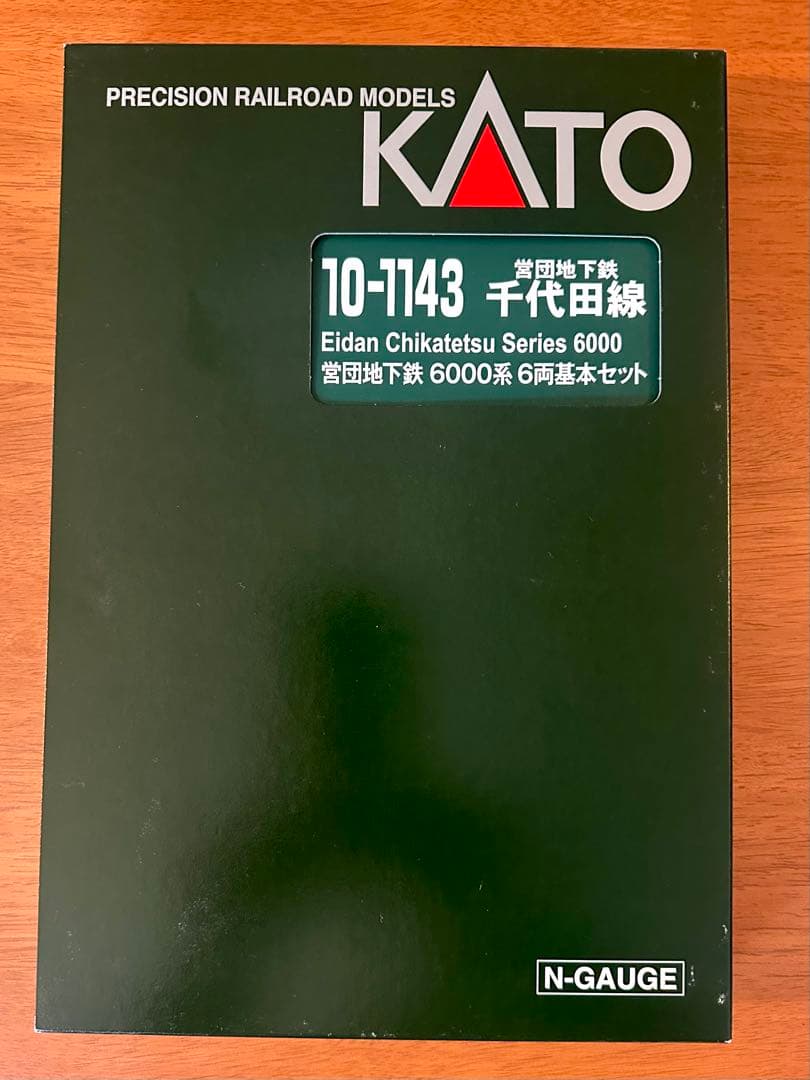 PRECISION RAILROAD MODELS
KATO
10-1143
営団地下鉄
千代田線
Eidan Chikatetsu Series 6000
営団地下鉄 6000系 6両基本セット
N-GAUGE